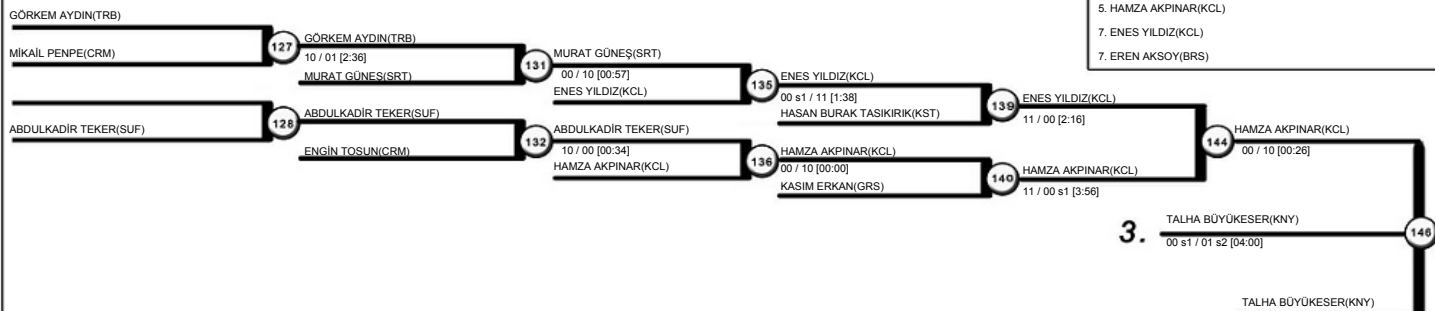 5. HAMZA AKPINAR(KCL)
7. ENES YILDIZ(KCL)
7. EREN AKSOY(BRS)
GÖRKEM AYDIN(TRB)
MİKAİL PENPE(CRM)
127
GÖRKEM AYDIN(TRB)
10 / 01 [2:36]
MURAT GÜNEŞ(SRT)
131
MURAT GÜNEŞ(SRT)
00 / 10 [00:57]
ENES YILDIZ(KCL)
135
ENES YILDIZ(KCL)
00 s1 / 11 [1:38]
HASAN BURAK TASIKIRIK(KST)
139
ENES YILDIZ(KCL)
11 / 00 [2:16]
ABDULKADİR TEKER(SUF)
128
ABDULKADİR TEKER(SUF)
ENGİN TOSUN(CRM)
132
ABDULKADİR TEKER(SUF)
10 / 00 [00:34]
HAMZA AKPINAR(KCL)
136
HAMZA AKPINAR(KCL)
00 / 10 [00:00]
KASIM ERKAN(GRS)
140
HAMZA AKPINAR(KCL)
11 / 00 s1 [3:56]
144
HAMZA AKPINAR(KCL)
00 / 10 [00:26]
3.
TALHA BÜYÜKESER(KNY)
00 s1 / 01 s2 [04:00]
146
TALHA BÜYÜKESER(KNY)